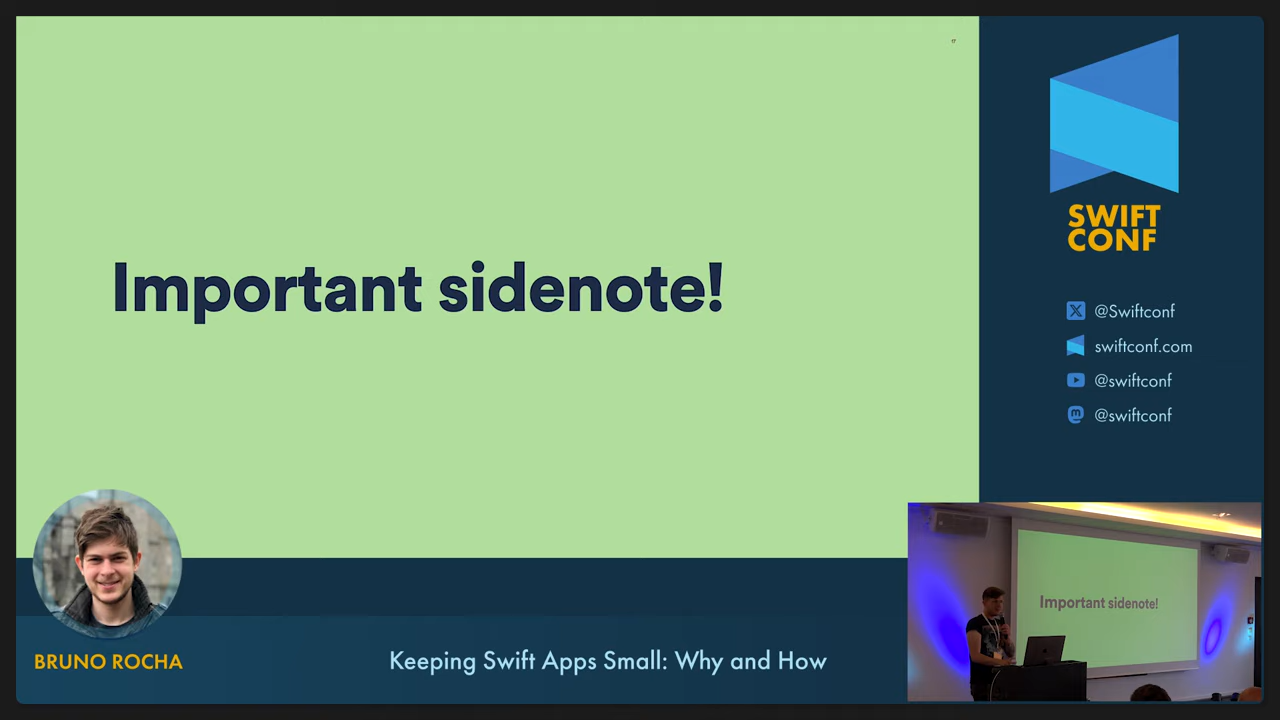 Important sidenote!
SWIFT
CONF
@Swiftconf
swiftconf.com
@swiftconf
@swiftconf
Important sidenote!
BRUNO ROCHA
Keeping Swift Apps Small: Why and How